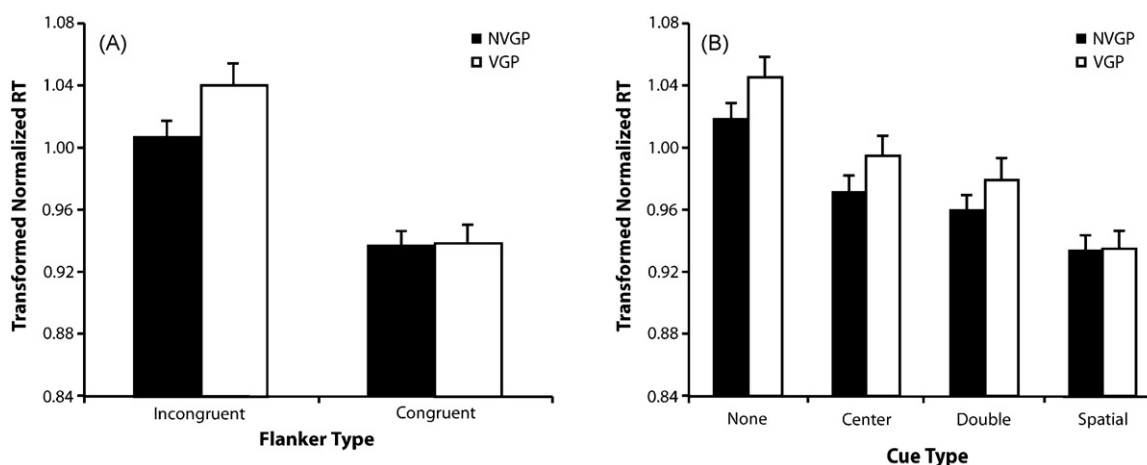 (A)
NVGP
VGP
Transformed Normalized RT
1.08
1.04
1.00
0.96
0.92
0.88
0.84
Incongruent Congruent
Flanker Type
(B)
NVGP
VGP
Transformed Normalized RT
1.08
1.04
1.00
0.96
0.92
0.88
0.84
None Center Double Spatial
Cue Type